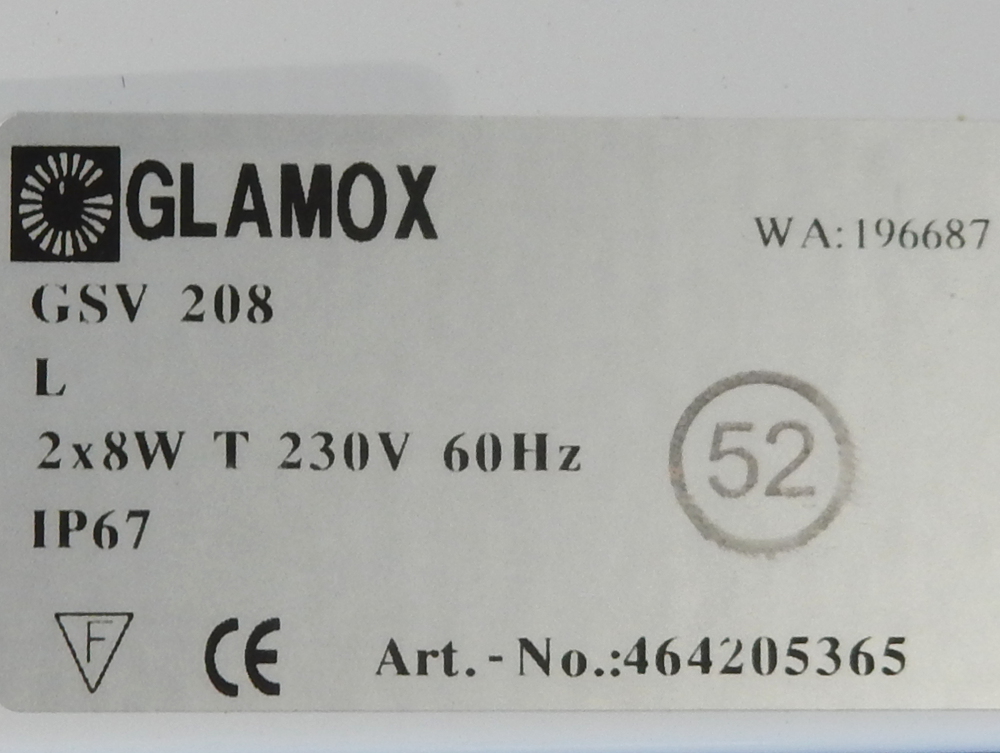 GLAMOX
WA:196687
GSV 208
L
2x8W T 230V 60Hz
52
IP67
F
CE
Art.-No.:464205365